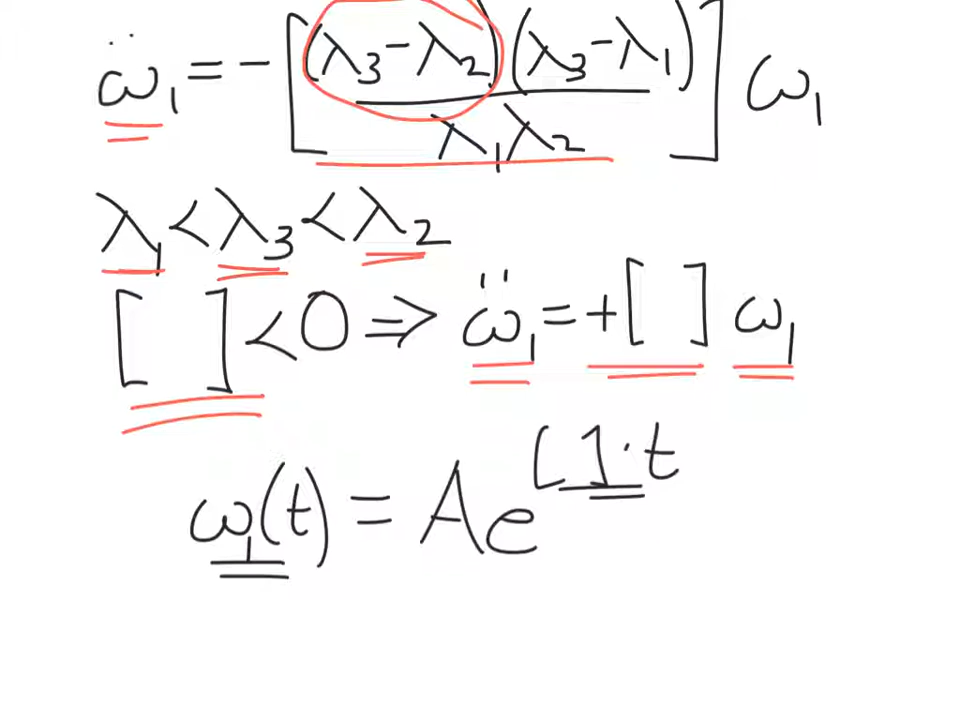 ω̈₁ = - [(λ₃-λ₂)(λ₃-λ₁) / λ₁λ₂] ω₁
λ₁ < λ₃ < λ₂
[ ] < 0 ⇒ ω̈₁ = +[ ] ω₁
ω₁(t) = Ae^{[ ]·t}